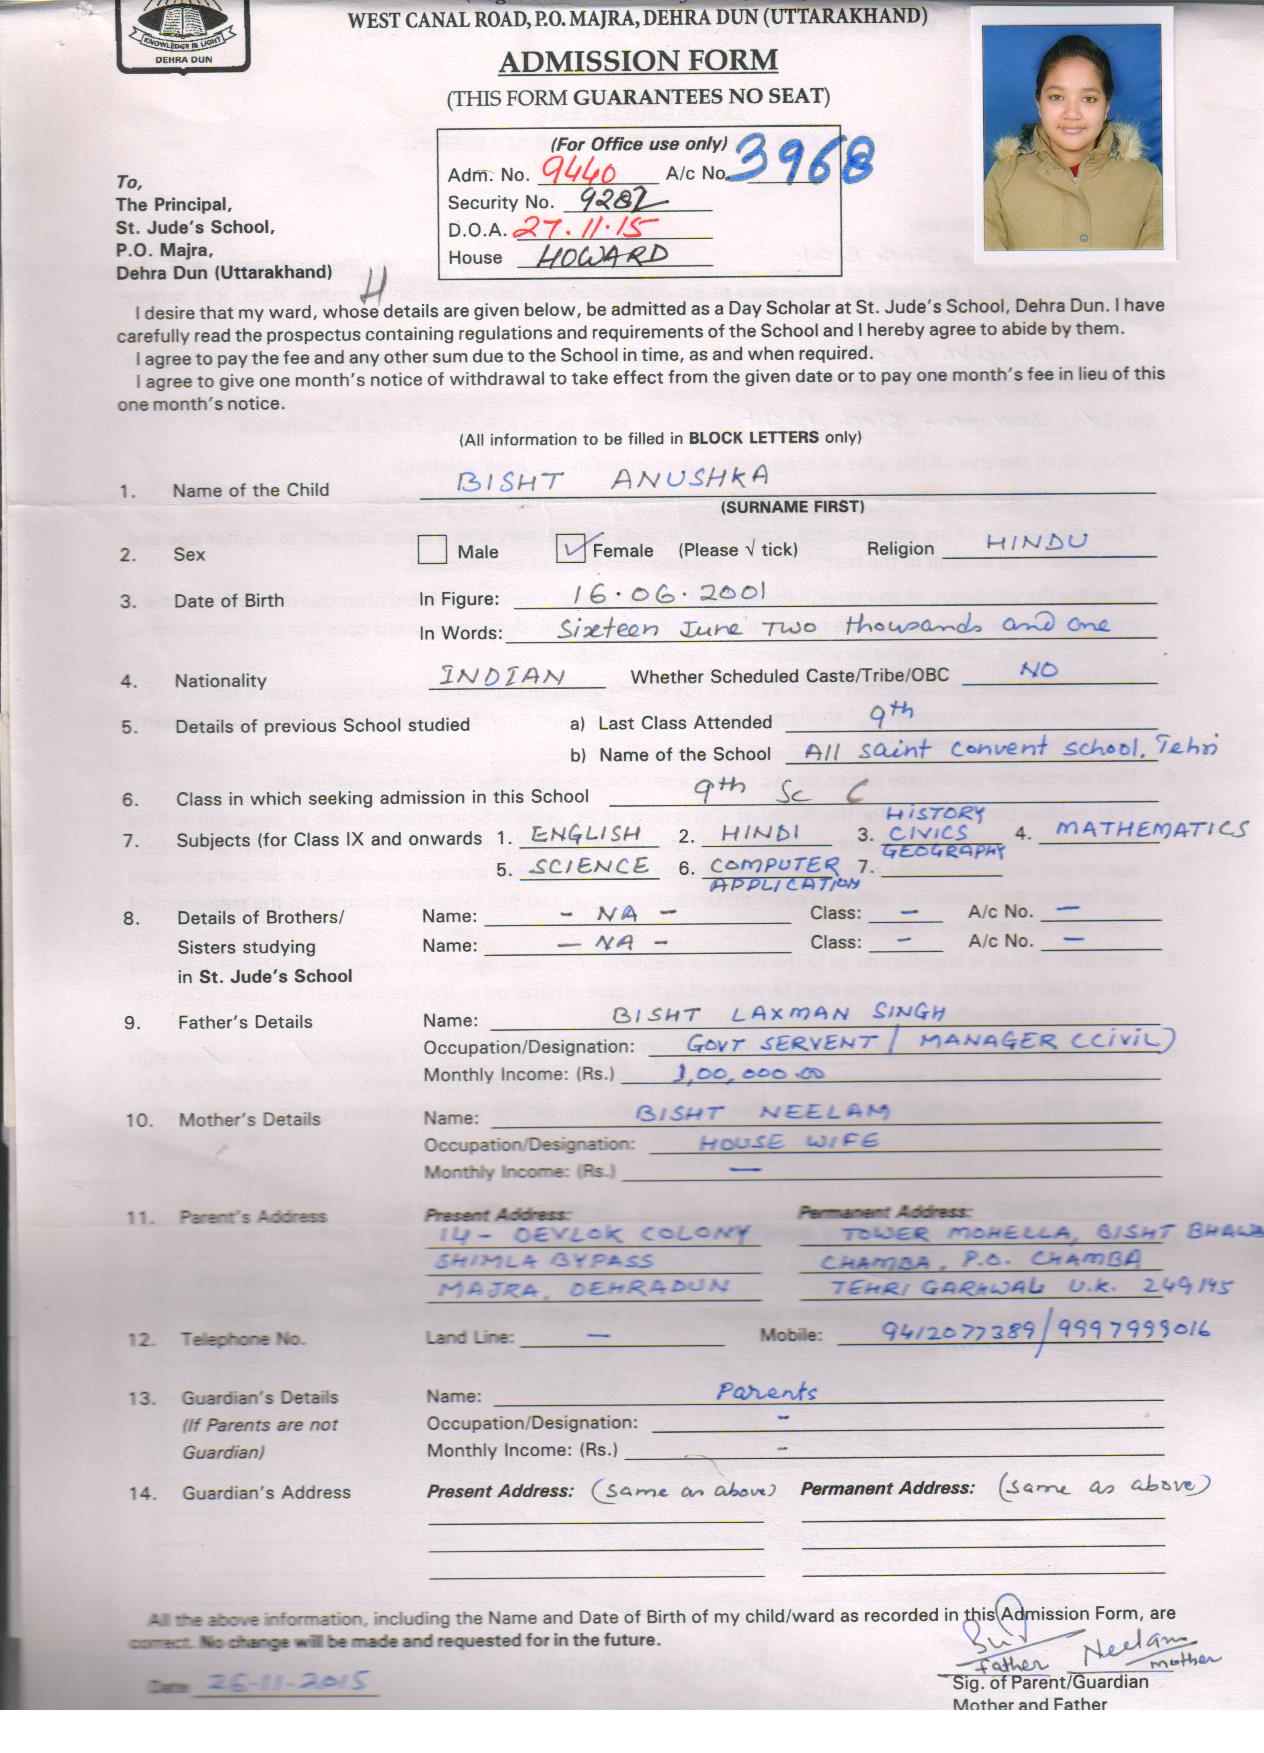 KNOWLEDGE IS LIGHT
DEHRA DUN
WEST CANAL ROAD, P.O. MAJRA, DEHRA DUN (UTTARAKHAND)
ADMISSION FORM
(THIS FORM GUARANTEES NO SEAT)
(For Office use only)
Adm. No. 9440 A/c No. 3968
Security No. 9282
D.O.A. 27.11.15
House HOWARD
To,
The Principal,
St. Jude's School,
P.O. Majra,
Dehra Dun (Uttarakhand)
I desire that my ward, whose details are given below, be admitted as a Day Scholar at St. Jude's School, Dehra Dun. I have
carefully read the prospectus containing regulations and requirements of the School and I hereby agree to abide by them.
I agree to pay the fee and any other sum due to the School in time, as and when required.
I agree to give one month's notice of withdrawal to take effect from the given date or to pay one month's fee in lieu of this
one month's notice.
(All information to be filled in BLOCK LETTERS only)
1. Name of the Child BISHT ANUSHKA
(SURNAME FIRST)
2. Sex Male ✓ Female (Please √ tick) Religion HINDU
3. Date of Birth In Figure: 16.06.2001
In Words: Sixteen June Two thousands and one
4. Nationality INDIAN Whether Scheduled Caste/Tribe/OBC NO
5. Details of previous School studied a) Last Class Attended 9th
b) Name of the School All saint convent school, Tehri
6. Class in which seeking admission in this School 9th Sc C
7. Subjects (for Class IX and onwards 1. ENGLISH 2. HINDI 3. HISTORY CIVICS GEOGRAPHY 4. MATHEMATICS
5. SCIENCE 6. COMPUTER APPLICATION 7.
8. Details of Brothers/ Name: - NA - Class: - A/c No. -
Sisters studying Name: - NA - Class: - A/c No. -
in St. Jude's School
9. Father's Details Name: BISHT LAXMAN SINGH
Occupation/Designation: GOVT SERVENT / MANAGER (CIVIL)
Monthly Income: (Rs.) 1,00,000.00
10. Mother's Details Name: BISHT NEELAM
Occupation/Designation: HOUSE WIFE
Monthly Income: (Rs.) -
11. Parent's Address Present Address: Permanent Address:
14 - DEVLOK COLONY TOWER MOHELLA, BISHT BHAWA
SHIMLA BYPASS CHAMBA, P.O. CHAMBA
MAJRA, DEHRADUN TEHRI GARHWAL U.K. 249145
12. Telephone No. Land Line: - Mobile: 9412077389/9997999016
13. Guardian's Details Name: Parents
(If Parents are not Occupation/Designation: -
Guardian) Monthly Income: (Rs.) -
14. Guardian's Address Present Address: (Same as above) Permanent Address: (Same as above)
All the above information, including the Name and Date of Birth of my child/ward as recorded in this Admission Form, are
correct. No change will be made and requested for in the future.
Neelam
father mother
Date 26-11-2015
Sig. of Parent/Guardian
Mother and Father